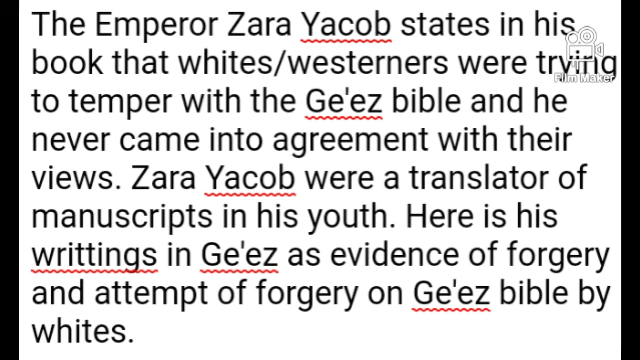 The Emperor Zara Yacob states in his
book that whites/westerners were trying
to temper with the Ge'ez bible and he
never came into agreement with their
views. Zara Yacob were a translator of
manuscripts in his youth. Here is his
writtings in Ge'ez as evidence of forgery
and attempt of forgery on Ge'ez bible by
whites.
Film Maker